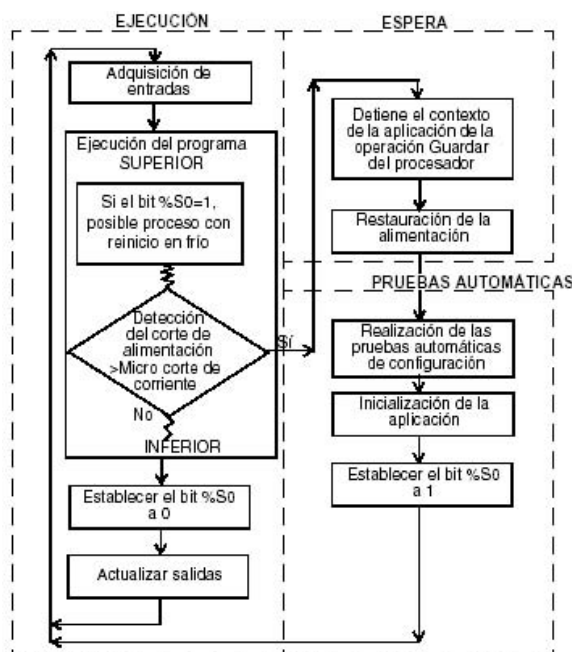 EJECUCIÓN
Adquisición de
entradas
Ejecución del programa
SUPERIOR
Si el bit %S0=1,
posible proceso con
reinicio en frío
Detección
del corte de
alimentación
>Micro corte de
corriente
Sí
No
INFERIOR
Establecer el bit %S0
a 0
Actualizar salidas
ESPERA
Detiene el contexto
de la aplicación de la
operación Guardar
del procesador
Restauración de la
alimentación
PRUEBAS AUTOMÁTICAS
Realización de las
pruebas automáticas
de configuración
Inicialización de la
aplicación
Establecer el bit %S0
a 1